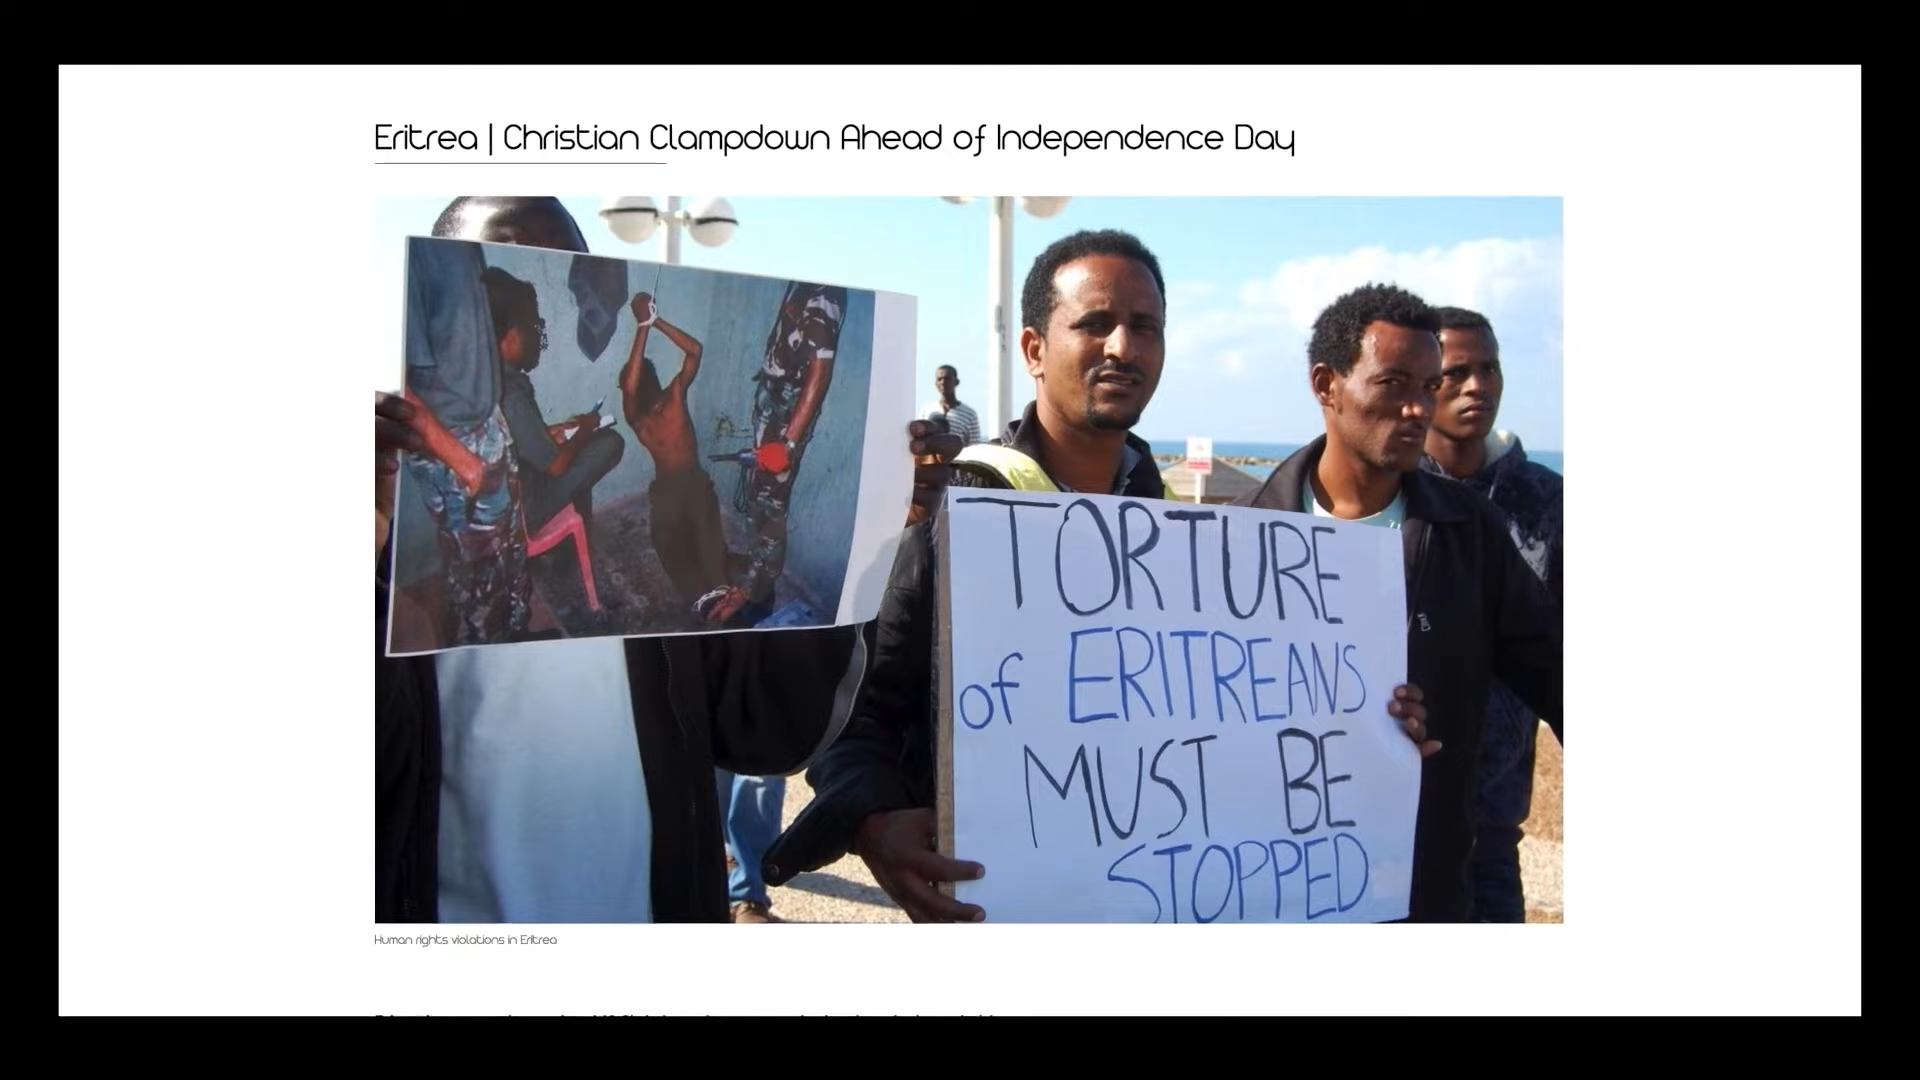 Eritrea | Christian Clampdown Ahead of Independence Day
TORTURE
of ERITREANS
MUST BE
STOPPED
Human rights violations in Eritrea